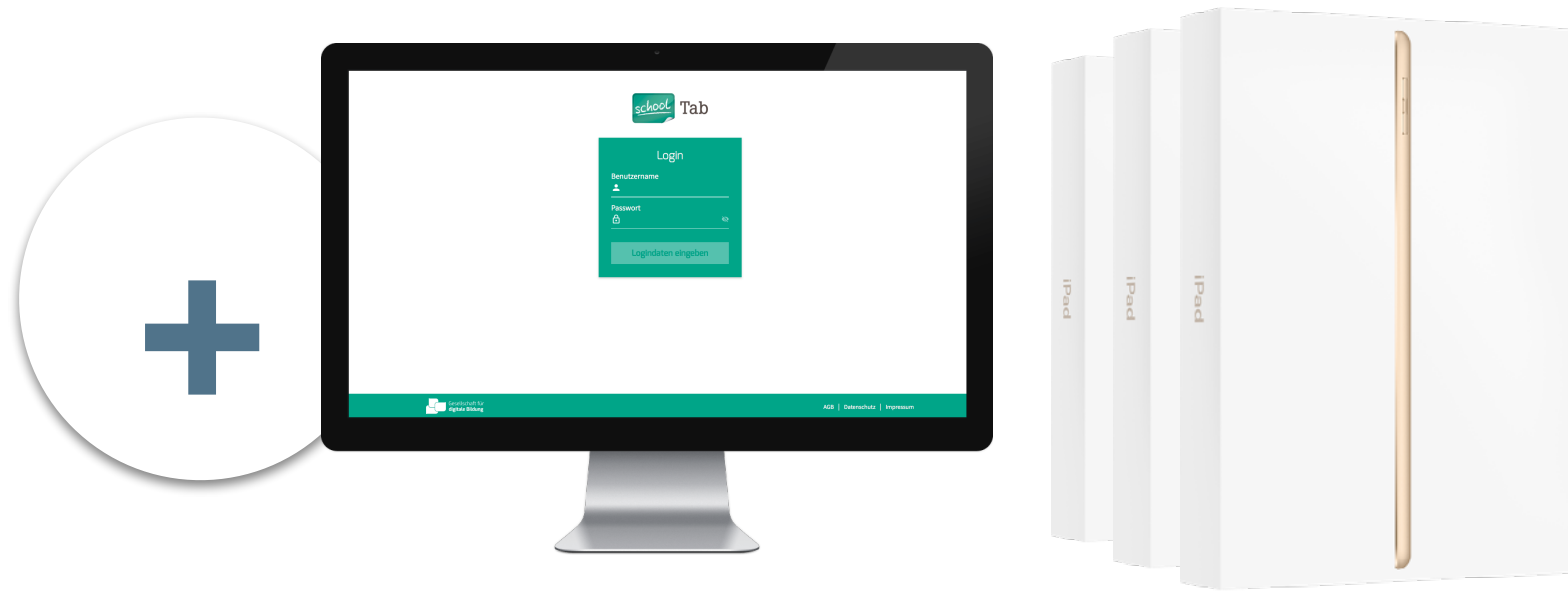 school Tab
Login
Benutzername
Passwort
Logindaten eingeben
Gesellschaft für
digitale Bildung
AGB | Datenschutz | Impressum
iPad
iPad
iPad